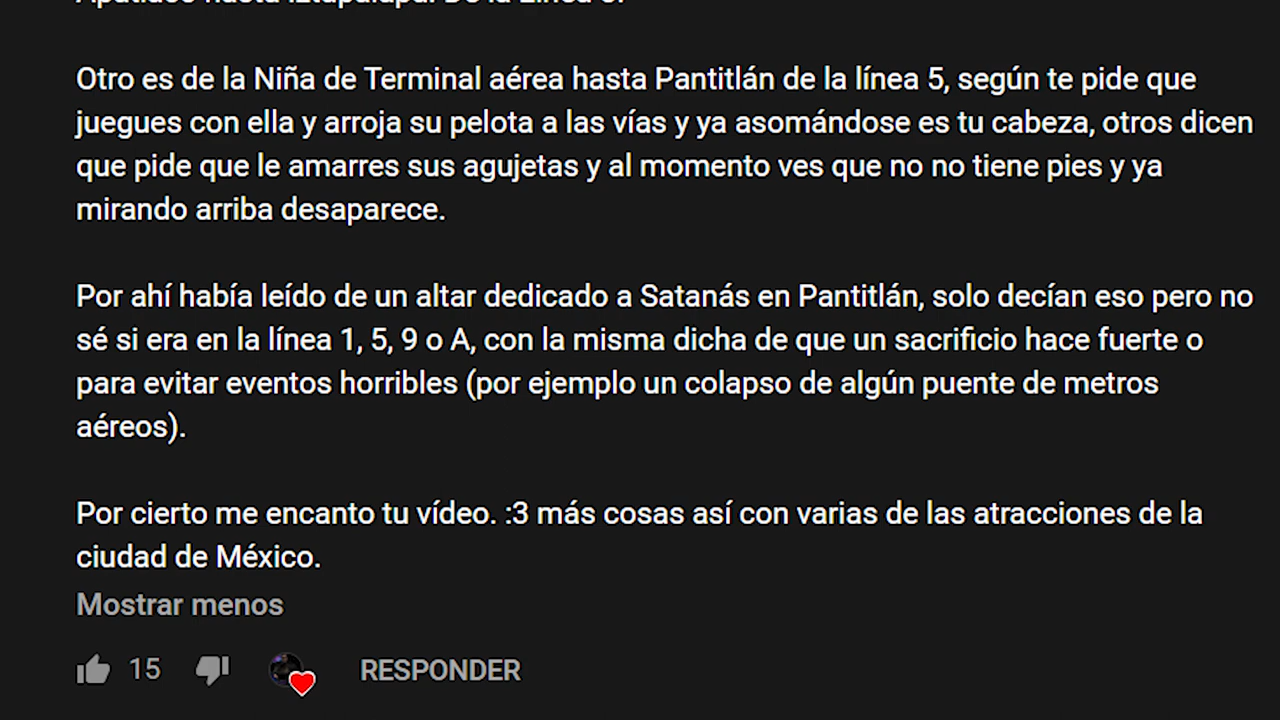 Otro es de la Niña de Terminal aérea hasta Pantitlán de la línea 5, según te pide que
juegues con ella y arroja su pelota a las vías y ya asomándose es tu cabeza, otros dicen
que pide que le amarres sus agujetas y al momento ves que no no tiene pies y ya
mirando arriba desaparece.
Por ahí había leído de un altar dedicado a Satanás en Pantitlán, solo decían eso pero no
sé si era en la línea 1, 5, 9 o A, con la misma dicha de que un sacrificio hace fuerte o
para evitar eventos horribles (por ejemplo un colapso de algún puente de metros
aéreos).
Por cierto me encanto tu vídeo. :3 más cosas así con varias de las atracciones de la
ciudad de México.
Mostrar menos
15
RESPONDER